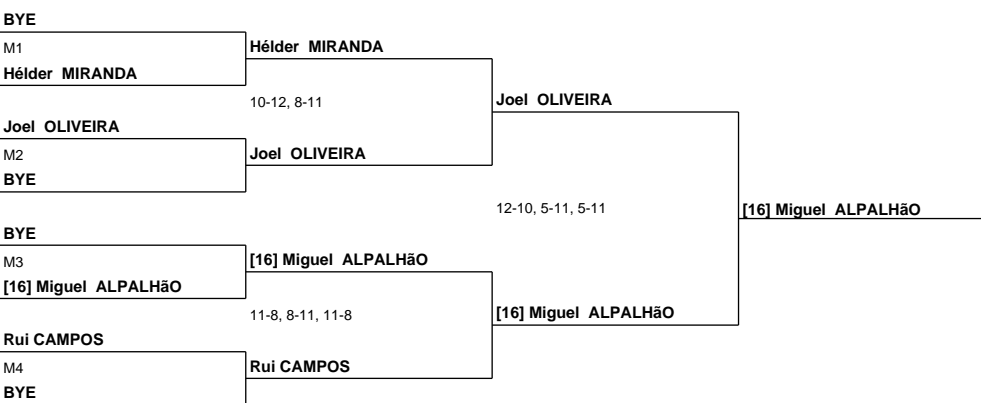 BYE
M1
Hélder MIRANDA
Hélder MIRANDA
10-12, 8-11
Joel OLIVEIRA
Joel OLIVEIRA
M2
Joel OLIVEIRA
BYE
12-10, 5-11, 5-11
[16] Miguel ALPALHãO
BYE
M3
[16] Miguel ALPALHãO
[16] Miguel ALPALHãO
11-8, 8-11, 11-8
[16] Miguel ALPALHãO
Rui CAMPOS
M4
Rui CAMPOS
BYE